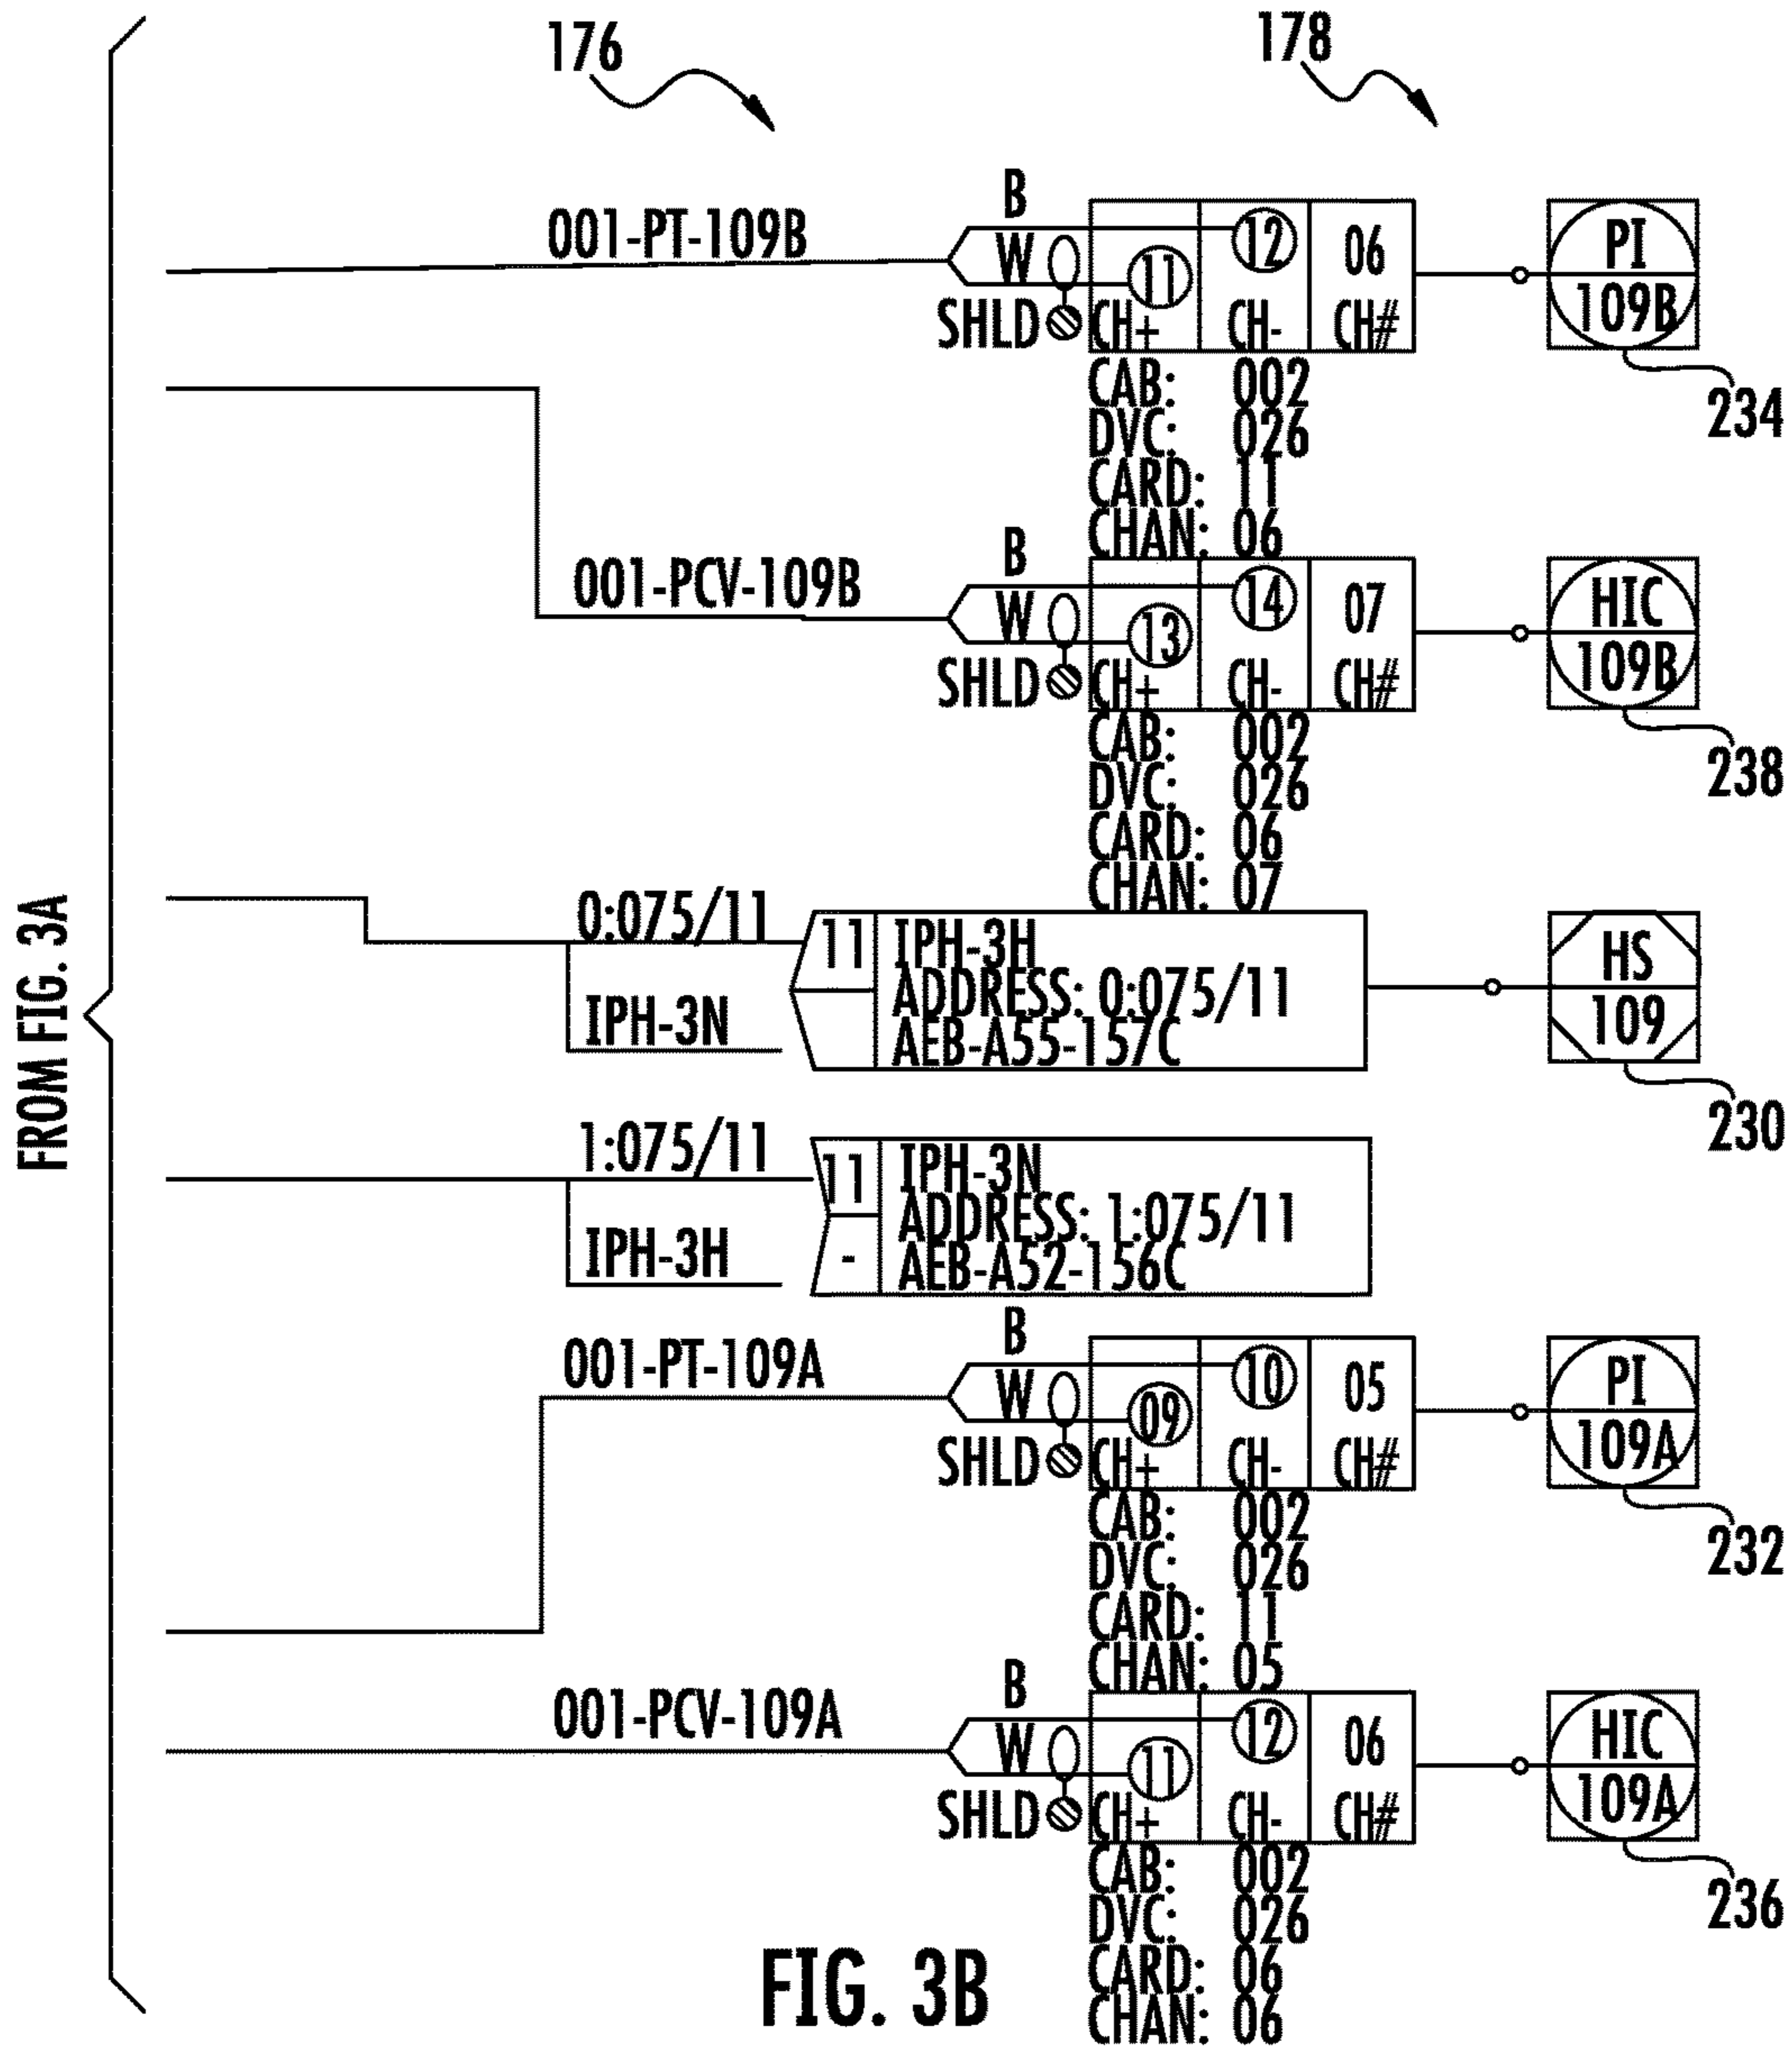 176
178
B
001-PT-109B
W
SHLD
11
12
06
CH+
CH-
CH#
PI
109B
234
CAB: 002
DVC: 026
CARD: 11
CHAN: 06
B
001-PCV-109B
W
SHLD
13
14
07
CH+
CH-
CH#
HIC
109B
238
CAB: 002
DVC: 026
CARD: 06
CHAN: 07
FROM FIG. 3A
0:075/11
IPH-3N
11
IPH-3H
ADDRESS: 0:075/11
AEB-A55-157C
HS
109
230
1:075/11
IPH-3H
11
-
IPH-3N
ADDRESS: 1:075/11
AEB-A52-156C
B
001-PT-109A
W
SHLD
09
10
05
CH+
CH-
CH#
PI
109A
232
CAB: 002
DVC: 026
CARD: 11
CHAN: 05
B
001-PCV-109A
W
SHLD
11
12
06
CH+
CH-
CH#
HIC
109A
236
CAB: 002
DVC: 026
CARD: 06
CHAN: 06
FIG. 3B